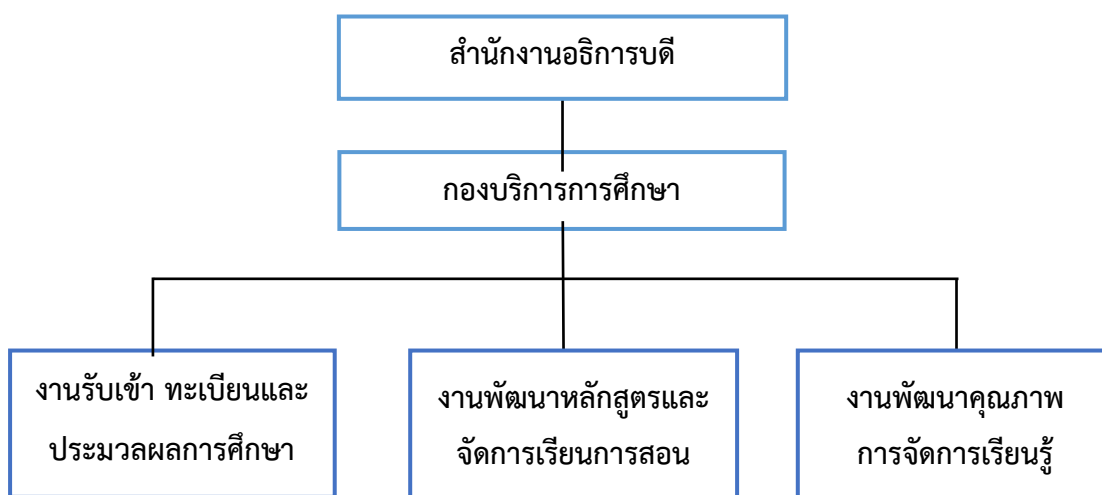 สำนักงานอธิการบดี
กองบริการการศึกษา
งานรับเข้า ทะเบียนและ
ประมวลผลการศึกษา
งานพัฒนาหลักสูตรและ
จัดการเรียนการสอน
งานพัฒนาคุณภาพ
การจัดการเรียนรู้